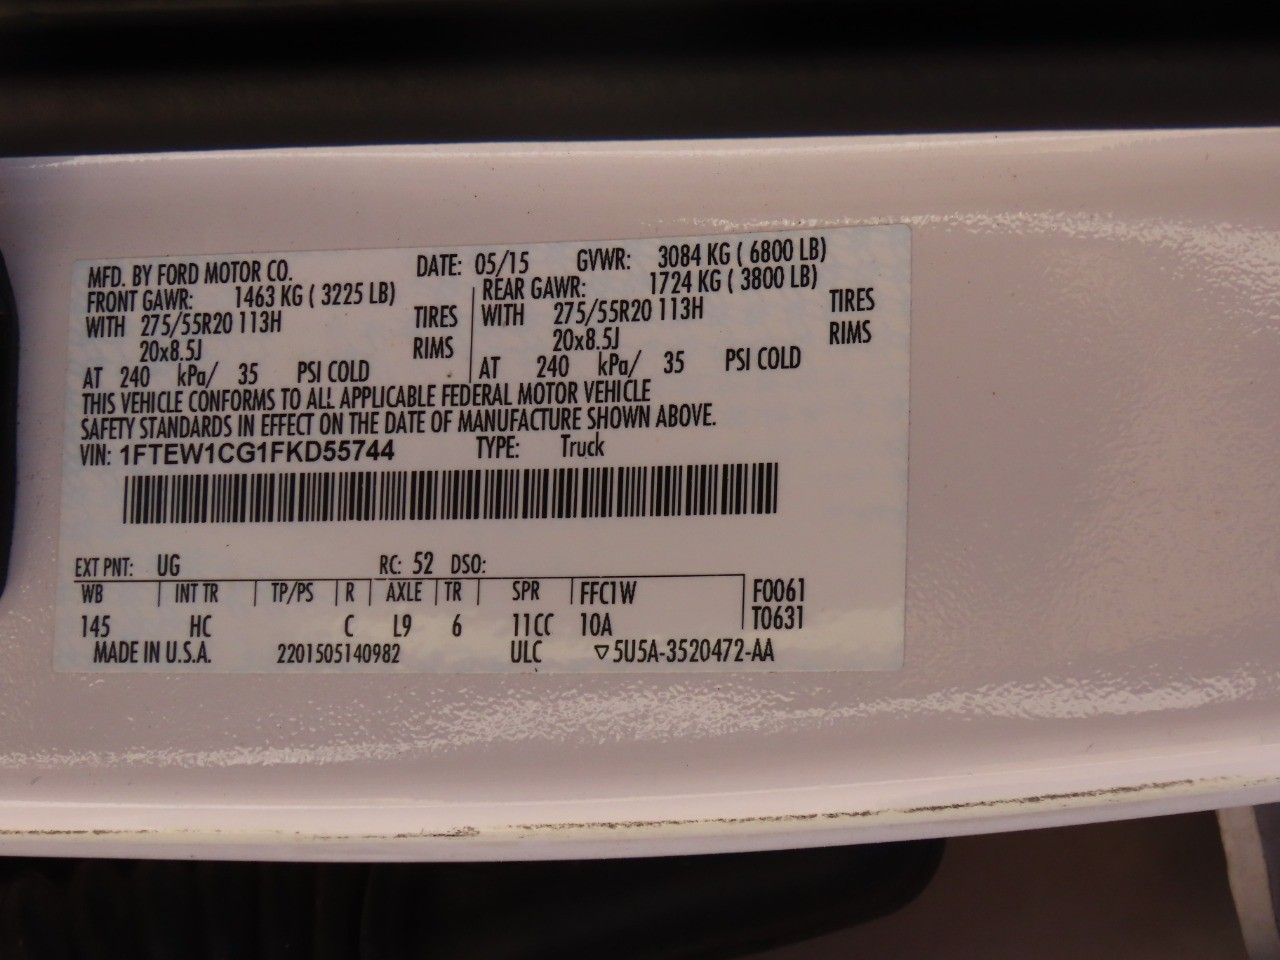 MFD. BY FORD MOTOR CO. DATE: 05/15 GVWR: 3084 KG ( 6800 LB)
FRONT GAWR: 1463 KG ( 3225 LB) REAR GAWR: 1724 KG ( 3800 LB)
WITH 275/55R20 113H TIRES WITH 275/55R20 113H TIRES
20x8.5J RIMS 20x8.5J RIMS
AT 240 kPa/ 35 PSI COLD AT 240 kPa/ 35 PSI COLD
THIS VEHICLE CONFORMS TO ALL APPLICABLE FEDERAL MOTOR VEHICLE
SAFETY STANDARDS IN EFFECT ON THE DATE OF MANUFACTURE SHOWN ABOVE.
VIN: 1FTEW1CG1FKD55744 TYPE: Truck
EXT PNT: UG RC: 52 DSO:
WB INT TR TP/PS R AXLE TR SPR FFC1W F0061
145 HC C L9 6 11CC 10A T0631
MADE IN U.S.A. 2201505140982 ULC ▽5U5A-3520472-AA